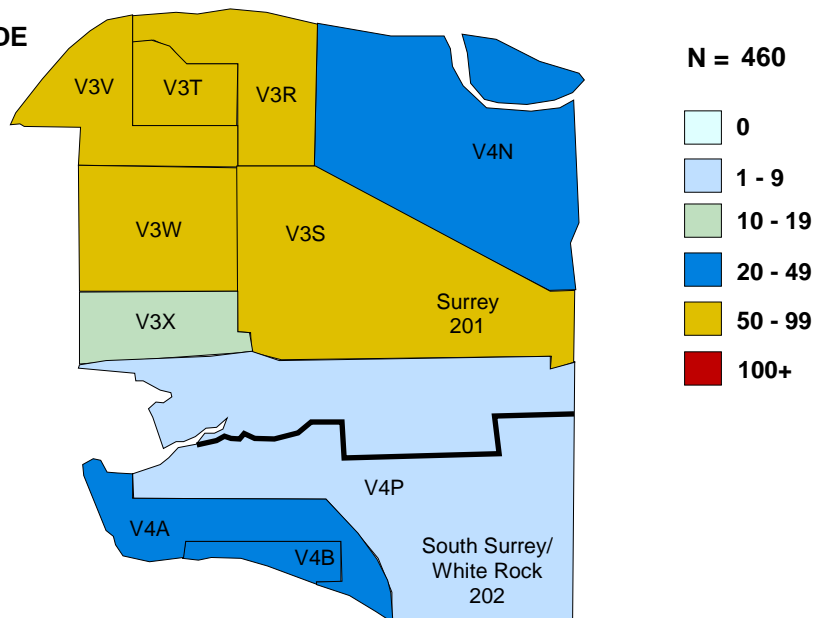 DE
N = 460
0
1 - 9
10 - 19
20 - 49
50 - 99
100+
V3V
V3T
V3R
V4N
V3W
V3S
V3X
Surrey
201
V4P
V4A
V4B
South Surrey/
White Rock
202